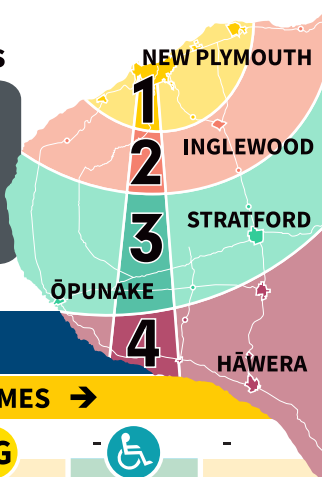 S
NEW PLYMOUTH
1
INGLEWOOD
2
STRATFORD
3
ŌPUNAKE
4
HĀWERA
MES →
G
-
-